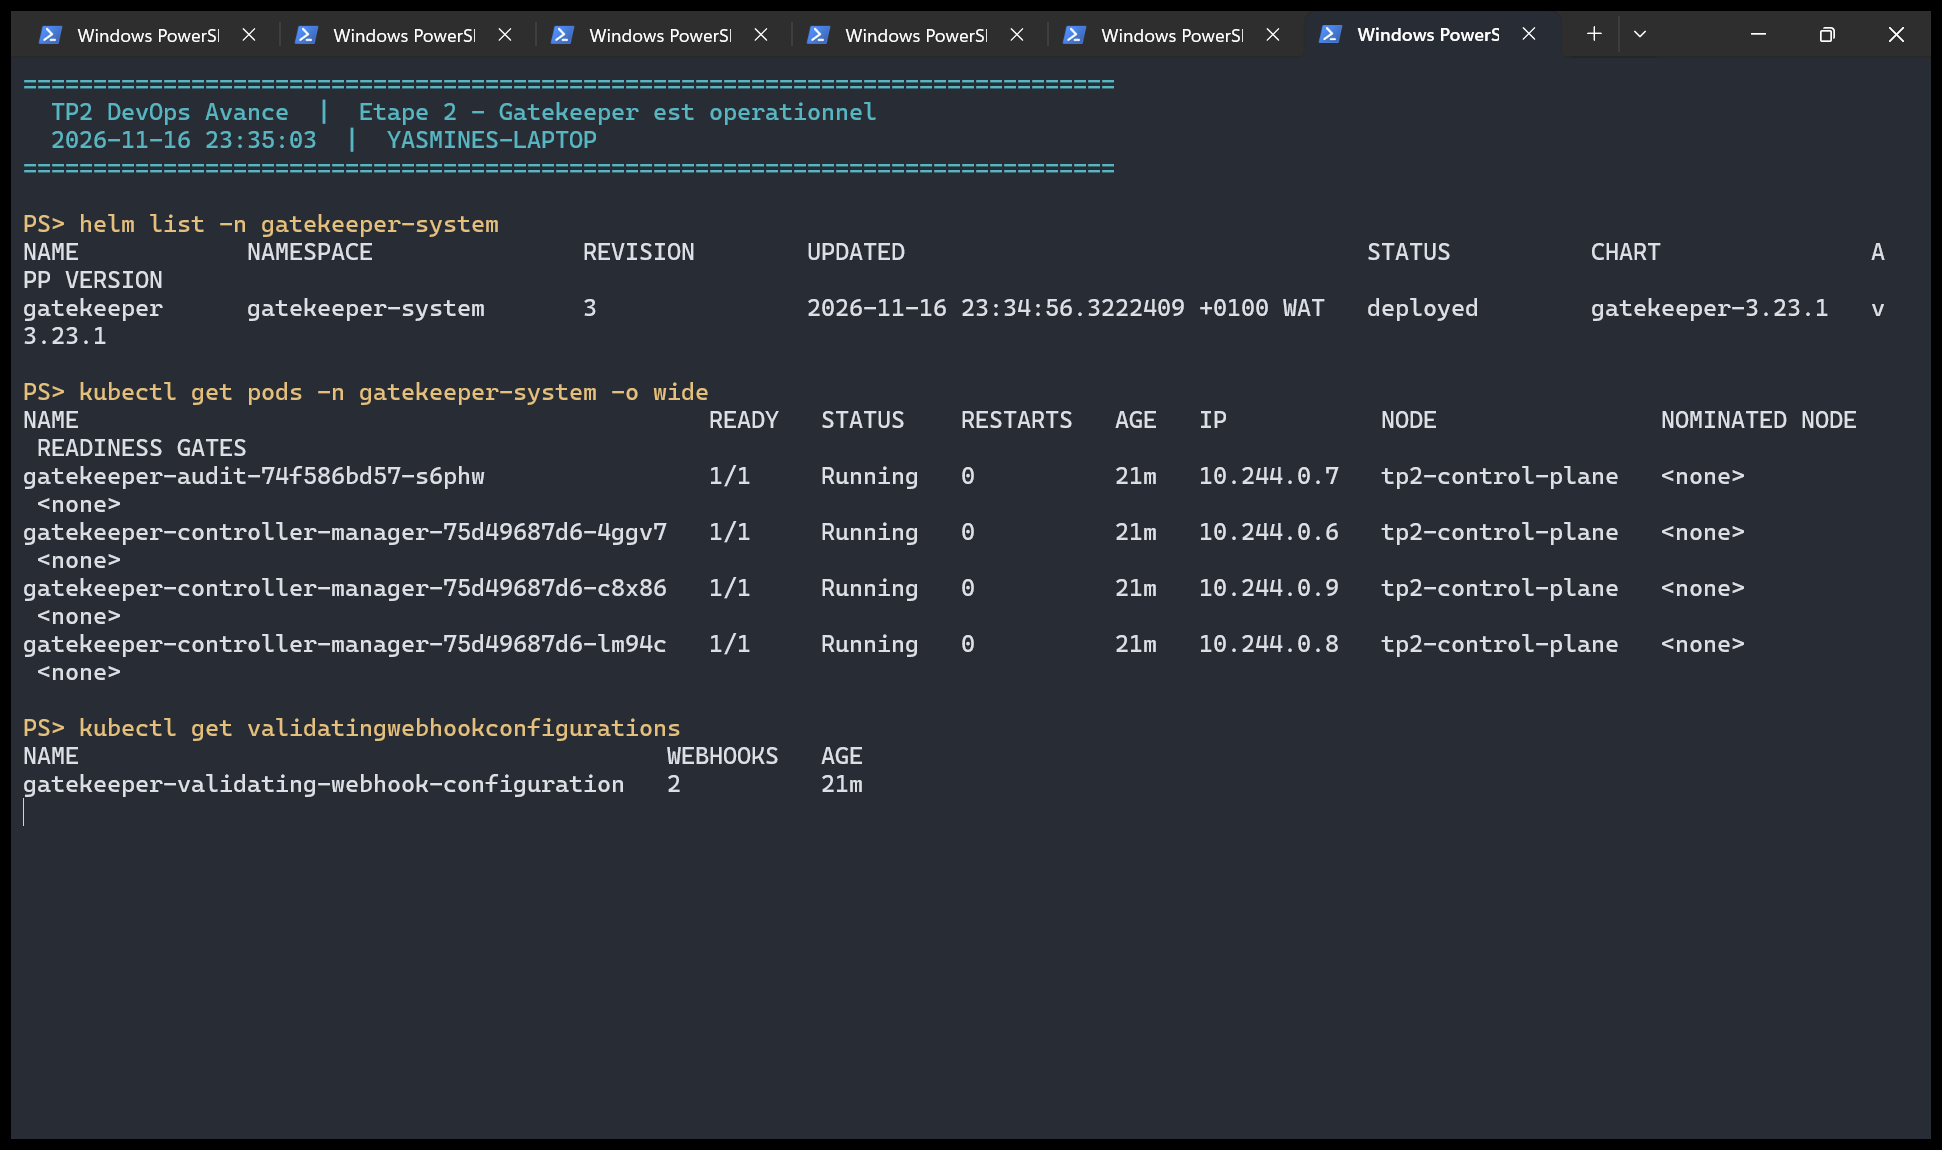 Windows PowerSl Windows PowerSl Windows PowerSl Windows PowerSl Windows PowerSl Windows PowerS
==============================================================================
TP2 DevOps Avance | Etape 2 - Gatekeeper est operationnel
2026-11-16 23:35:03 | YASMINES-LAPTOP
==============================================================================
PS> helm list -n gatekeeper-system
NAME NAMESPACE REVISION UPDATED STATUS CHART A
PP VERSION
gatekeeper gatekeeper-system 3 2026-11-16 23:34:56.3222409 +0100 WAT deployed gatekeeper-3.23.1 v
3.23.1
PS> kubectl get pods -n gatekeeper-system -o wide
NAME READY STATUS RESTARTS AGE IP NODE NOMINATED NODE
READINESS GATES
gatekeeper-audit-74f586bd57-s6phw 1/1 Running 0 21m 10.244.0.7 tp2-control-plane <none>
<none>
gatekeeper-controller-manager-75d49687d6-4ggv7 1/1 Running 0 21m 10.244.0.6 tp2-control-plane <none>
<none>
gatekeeper-controller-manager-75d49687d6-c8x86 1/1 Running 0 21m 10.244.0.9 tp2-control-plane <none>
<none>
gatekeeper-controller-manager-75d49687d6-lm94c 1/1 Running 0 21m 10.244.0.8 tp2-control-plane <none>
<none>
PS> kubectl get validatingwebhookconfigurations
NAME WEBHOOKS AGE
gatekeeper-validating-webhook-configuration 2 21m